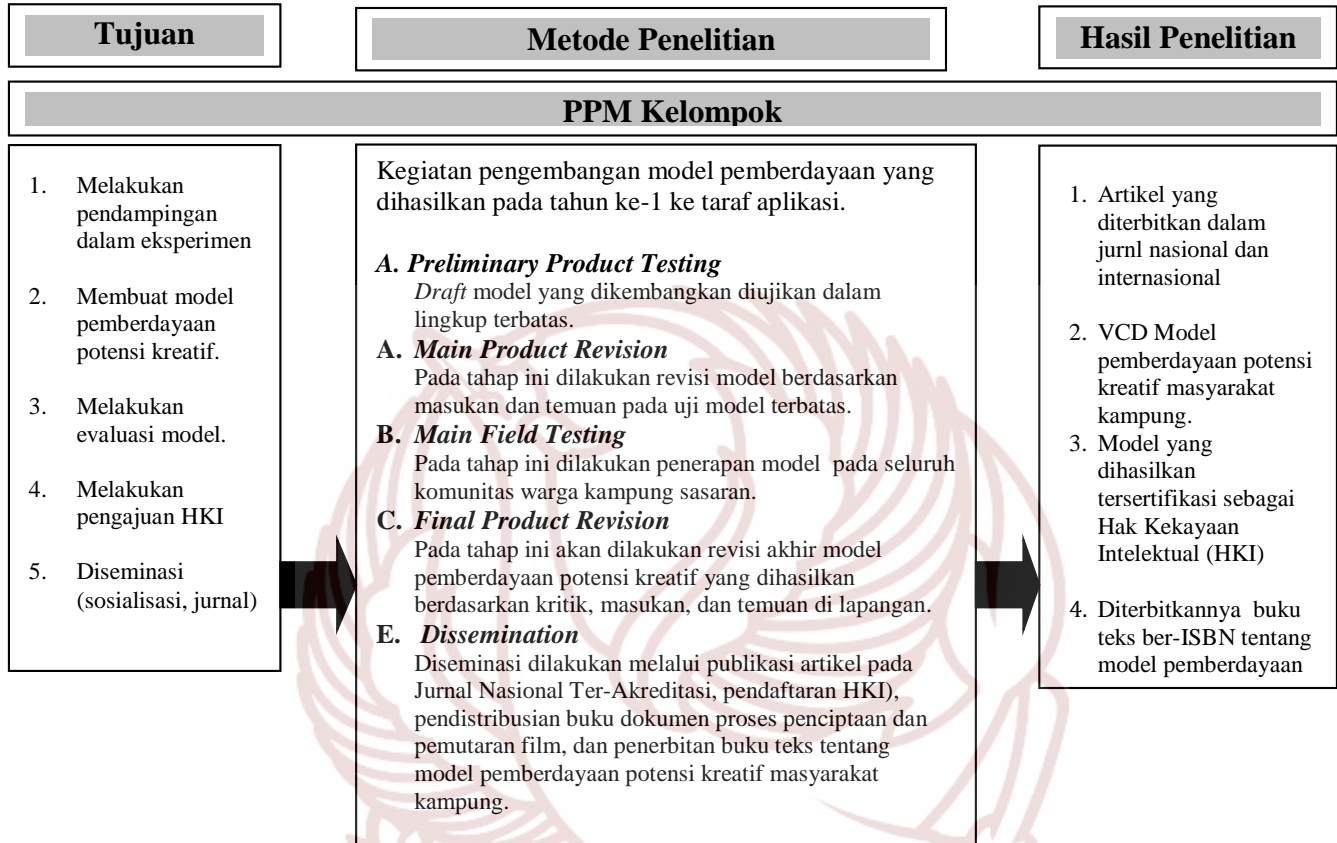 Tujuan
Metode Penelitian
Hasil Penelitian
PPM Kelompok
1. Melakukan
pendampingan
dalam eksperimen
2. Membuat model
pemberdayaan
potensi kreatif.
3. Melakukan
evaluasi model.
4. Melakukan
pengajuan HKI
5. Diseminasi
(sosialisasi, jurnal)
Kegiatan pengembangan model pemberdayaan yang
dihasilkan pada tahun ke-1 ke taraf aplikasi.
A. Preliminary Product Testing
Draft model yang dikembangkan diujikan dalam
lingkup terbatas.
A. Main Product Revision
Pada tahap ini dilakukan revisi model berdasarkan
masukan dan temuan pada uji model terbatas.
B. Main Field Testing
Pada tahap ini dilakukan penerapan model pada seluruh
komunitas warga kampung sasaran.
C. Final Product Revision
Pada tahap ini akan dilakukan revisi akhir model
pemberdayaan potensi kreatif yang dihasilkan
berdasarkan kritik, masukan, dan temuan di lapangan.
E. Dissemination
Diseminasi dilakukan melalui publikasi artikel pada
Jurnal Nasional Ter-Akreditasi, pendaftaran HKI),
pendistribusian buku dokumen proses penciptaan dan
pemutaran film, dan penerbitan buku teks tentang
model pemberdayaan potensi kreatif masyarakat
kampung.
1. Artikel yang
diterbitkan dalam
jurnl nasional dan
internasional
2. VCD Model
pemberdayaan potensi
kreatif masyarakat
kampung.
3. Model yang
dihasilkan
tersertifikasi sebagai
Hak Kekayaan
Intelektual (HKI)
4. Diterbitkannya buku
teks ber-ISBN tentang
model pemberdayaan